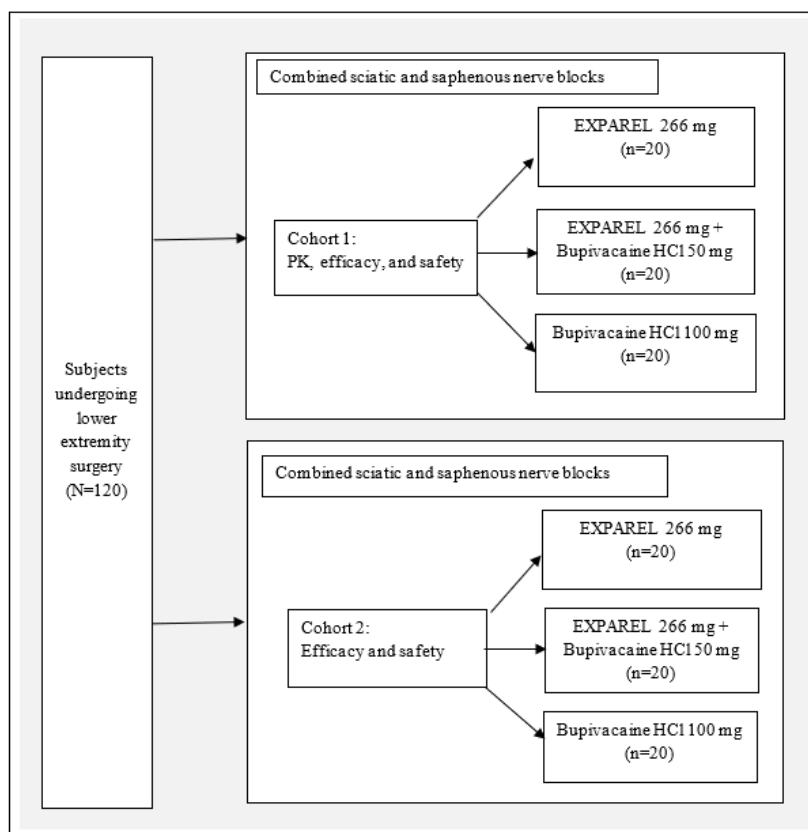 Subjects
undergoing
lower
extremity
surgery
(N=120)
Combined sciatic and saphenous nerve blocks
Cohort 1:
PK, efficacy, and safety
EXPAREL 266 mg
(n=20)
EXPAREL 266 mg +
Bupivacaine HCl 50 mg
(n=20)
Bupivacaine HCl 100 mg
(n=20)
Combined sciatic and saphenous nerve blocks
Cohort 2:
Efficacy and safety
EXPAREL 266 mg
(n=20)
EXPAREL 266 mg +
Bupivacaine HCl 50 mg
(n=20)
Bupivacaine HCl 100 mg
(n=20)